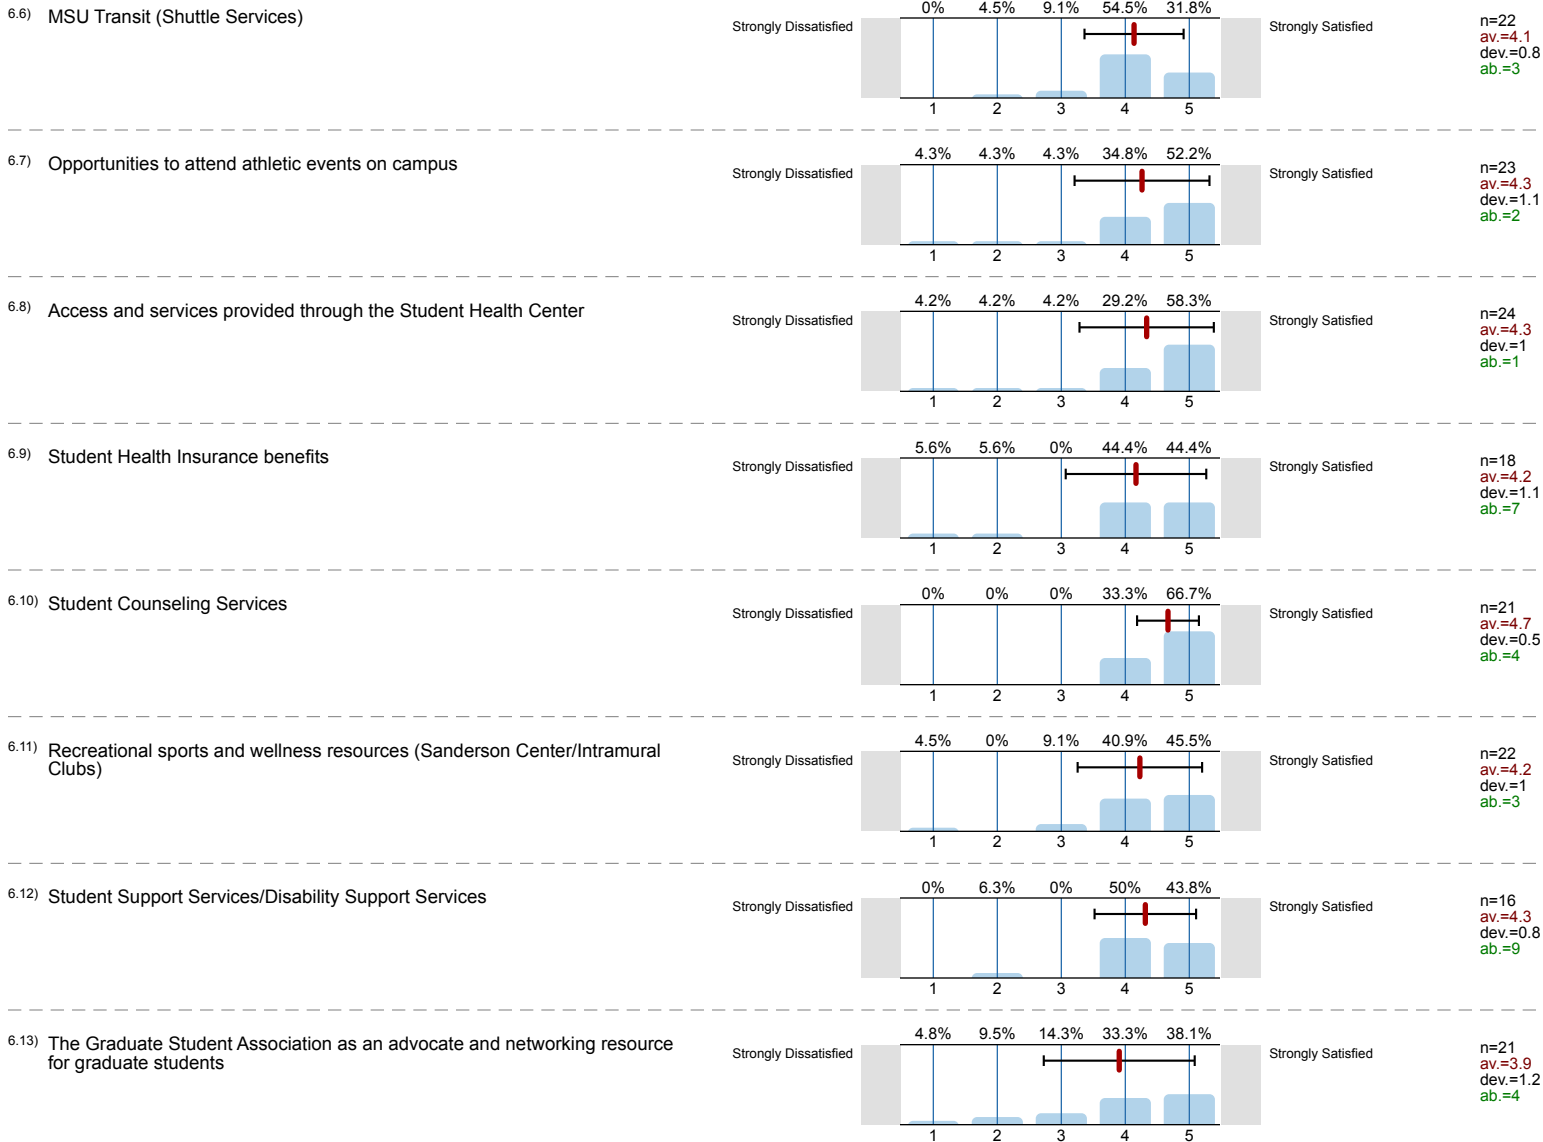 6.6) MSU Transit (Shuttle Services)
0% 4.5% 9.1% 54.5% 31.8%
Strongly Dissatisfied
Strongly Satisfied
n=22
av.=4.1
dev.=0.8
ab.=3
1 2 3 4 5
6.7) Opportunities to attend athletic events on campus
4.3% 4.3% 4.3% 34.8% 52.2%
Strongly Dissatisfied
Strongly Satisfied
n=23
av.=4.3
dev.=1.1
ab.=2
1 2 3 4 5
6.8) Access and services provided through the Student Health Center
4.2% 4.2% 4.2% 29.2% 58.3%
Strongly Dissatisfied
Strongly Satisfied
n=24
av.=4.3
dev.=1
ab.=1
1 2 3 4 5
6.9) Student Health Insurance benefits
5.6% 5.6% 0% 44.4% 44.4%
Strongly Dissatisfied
Strongly Satisfied
n=18
av.=4.2
dev.=1.1
ab.=7
1 2 3 4 5
6.10) Student Counseling Services
0% 0% 0% 33.3% 66.7%
Strongly Dissatisfied
Strongly Satisfied
n=21
av.=4.7
dev.=0.5
ab.=4
1 2 3 4 5
6.11) Recreational sports and wellness resources (Sanderson Center/Intramural
Clubs)
4.5% 0% 9.1% 40.9% 45.5%
Strongly Dissatisfied
Strongly Satisfied
n=22
av.=4.2
dev.=1
ab.=3
1 2 3 4 5
6.12) Student Support Services/Disability Support Services
0% 6.3% 0% 50% 43.8%
Strongly Dissatisfied
Strongly Satisfied
n=16
av.=4.3
dev.=0.8
ab.=9
1 2 3 4 5
6.13) The Graduate Student Association as an advocate and networking resource
for graduate students
4.8% 9.5% 14.3% 33.3% 38.1%
Strongly Dissatisfied
Strongly Satisfied
n=21
av.=3.9
dev.=1.2
ab.=4
1 2 3 4 5